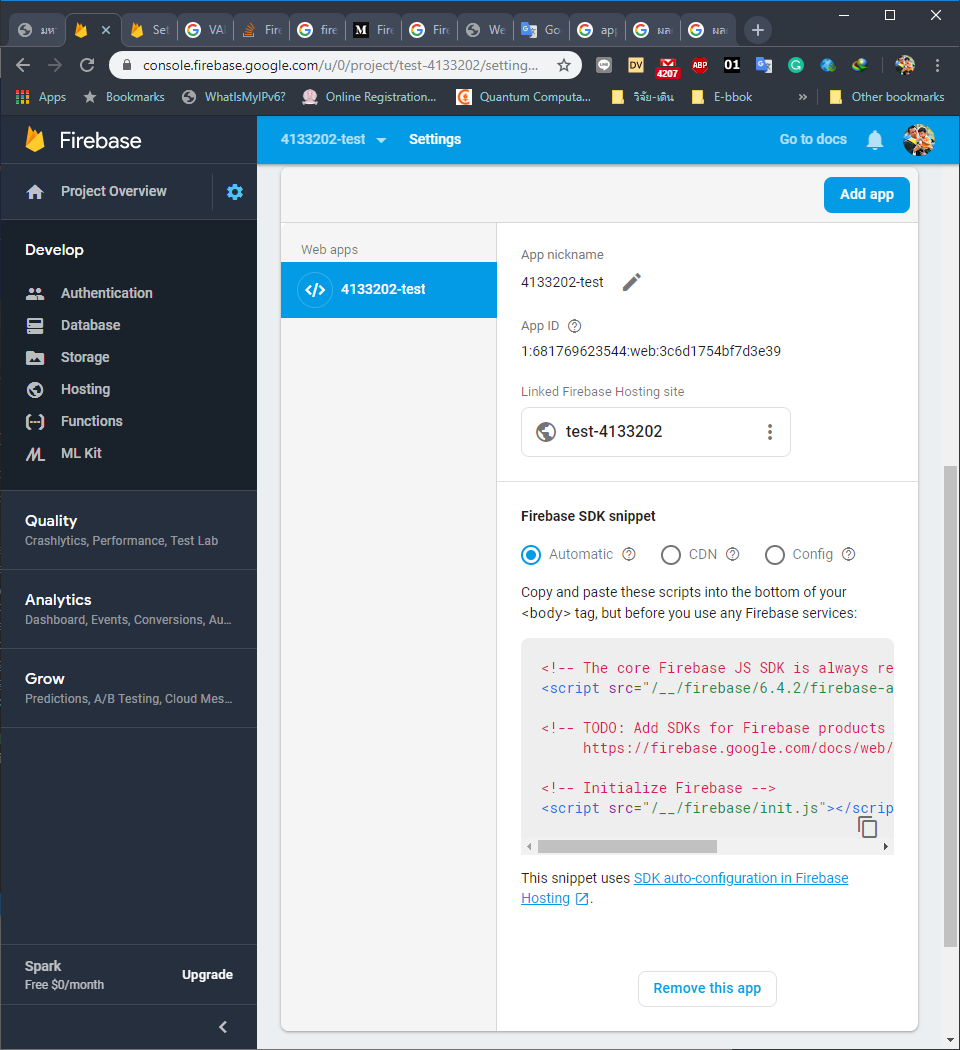 มห
Set
VA
Fire
fire
Fire
Fire
We
Go
app
ผล
ผล
console.firebase.google.com/u/0/project/test-4133202/setting...
DV
4207
ABP
01
Apps
Bookmarks
WhatIsMyIPv6?
Online Registration...
Quantum Computa...
วิจัย-เดิน
E-bbok
»
Other bookmarks
Firebase
4133202-test
Settings
Go to docs
Project Overview
Add app
Develop
Authentication
Database
Storage
Hosting
Functions
ML Kit
Quality
Crashlytics, Performance, Test Lab
Analytics
Dashboard, Events, Conversions, Au...
Grow
Predictions, A/B Testing, Cloud Mes...
Spark
Free $0/month
Upgrade
Web apps
4133202-test
App nickname
4133202-test
App ID
1:681769623544:web:3c6d1754bf7d3e39
Linked Firebase Hosting site
test-4133202
Firebase SDK snippet
Automatic
CDN
Config
Copy and paste these scripts into the bottom of your
<body> tag, but before you use any Firebase services:
<!-- The core Firebase JS SDK is always re
<script src="/__/firebase/6.4.2/firebase-a
<!-- TODO: Add SDKs for Firebase products
https://firebase.google.com/docs/web/
<!-- Initialize Firebase -->
<script src="/__/firebase/init.js"></scrip
This snippet uses SDK auto-configuration in Firebase
Hosting .
Remove this app